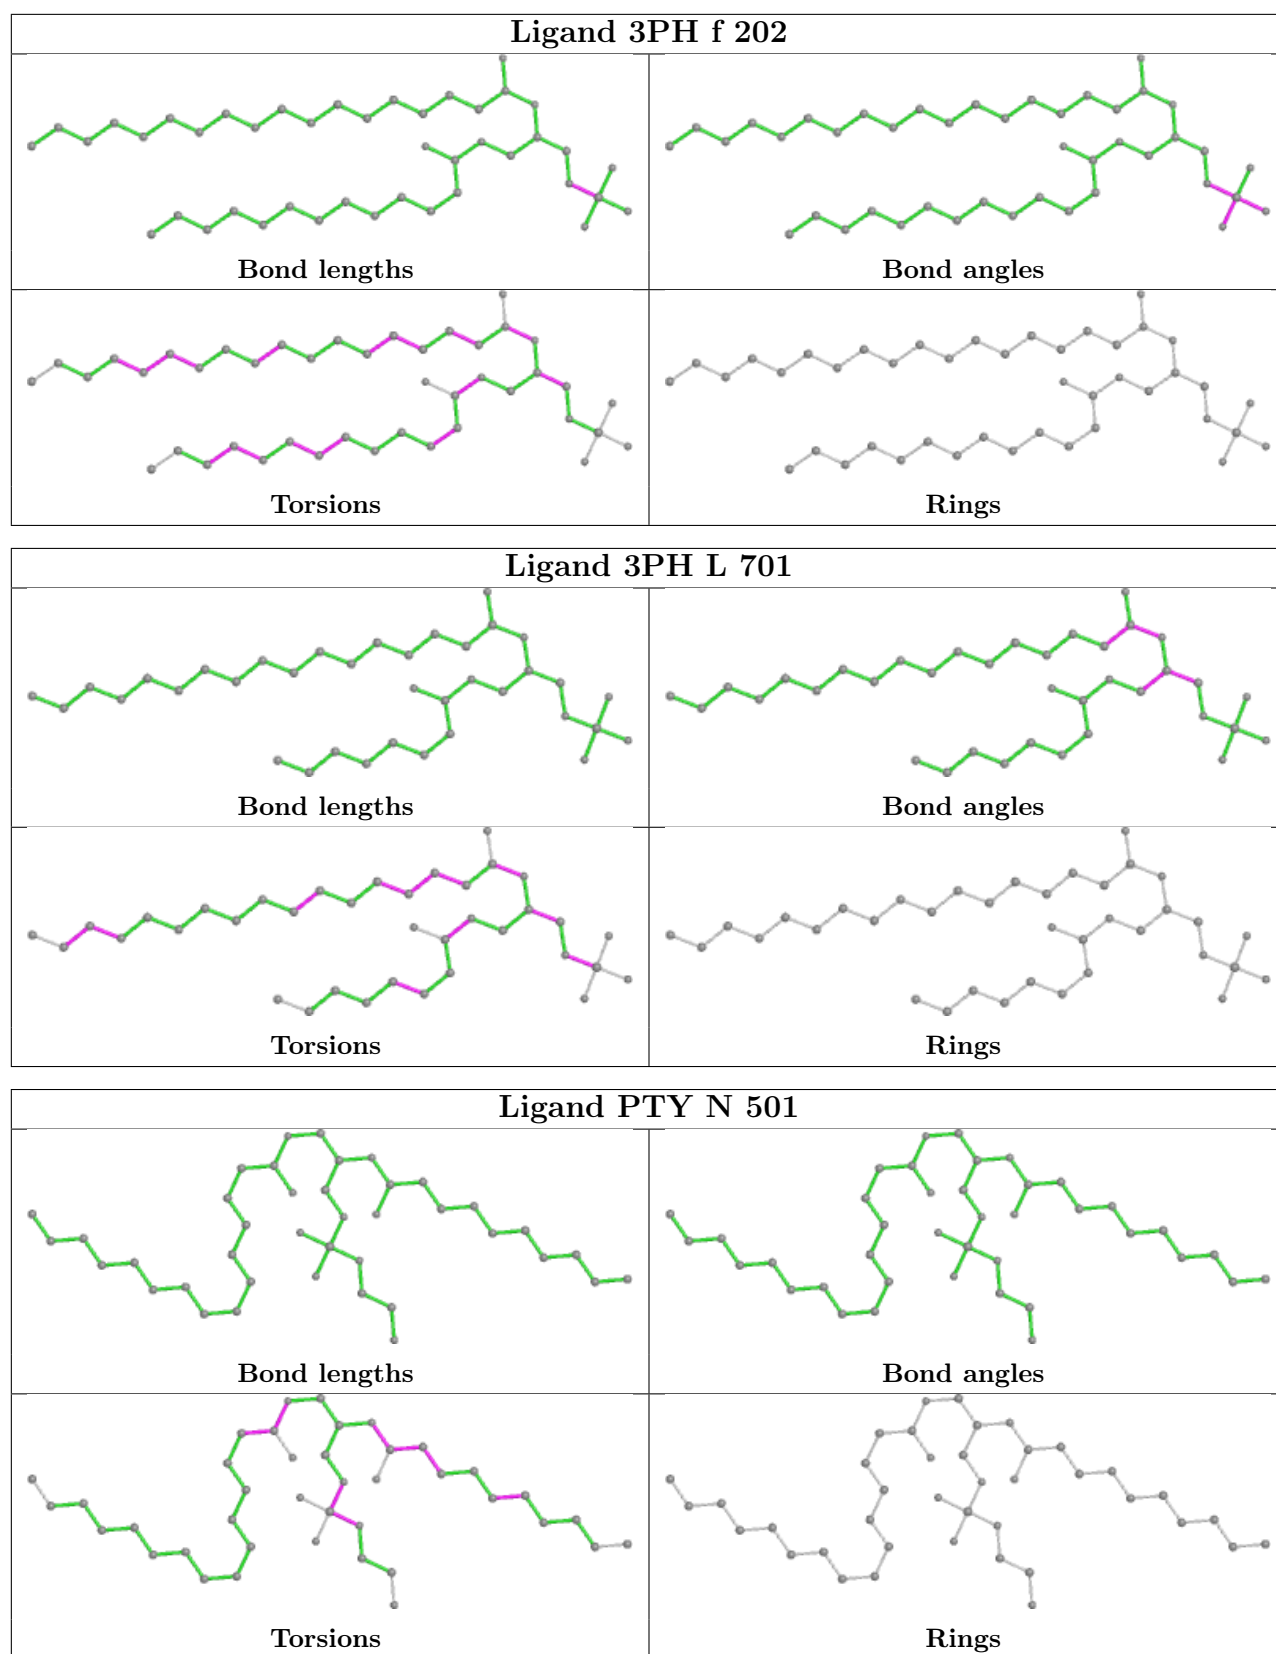 Ligand 3PH f 202
Bond lengths
Bond angles
Torsions
Rings
Ligand 3PH L 701
Bond lengths
Bond angles
Torsions
Rings
Ligand PTY N 501
Bond lengths
Bond angles
Torsions
Rings